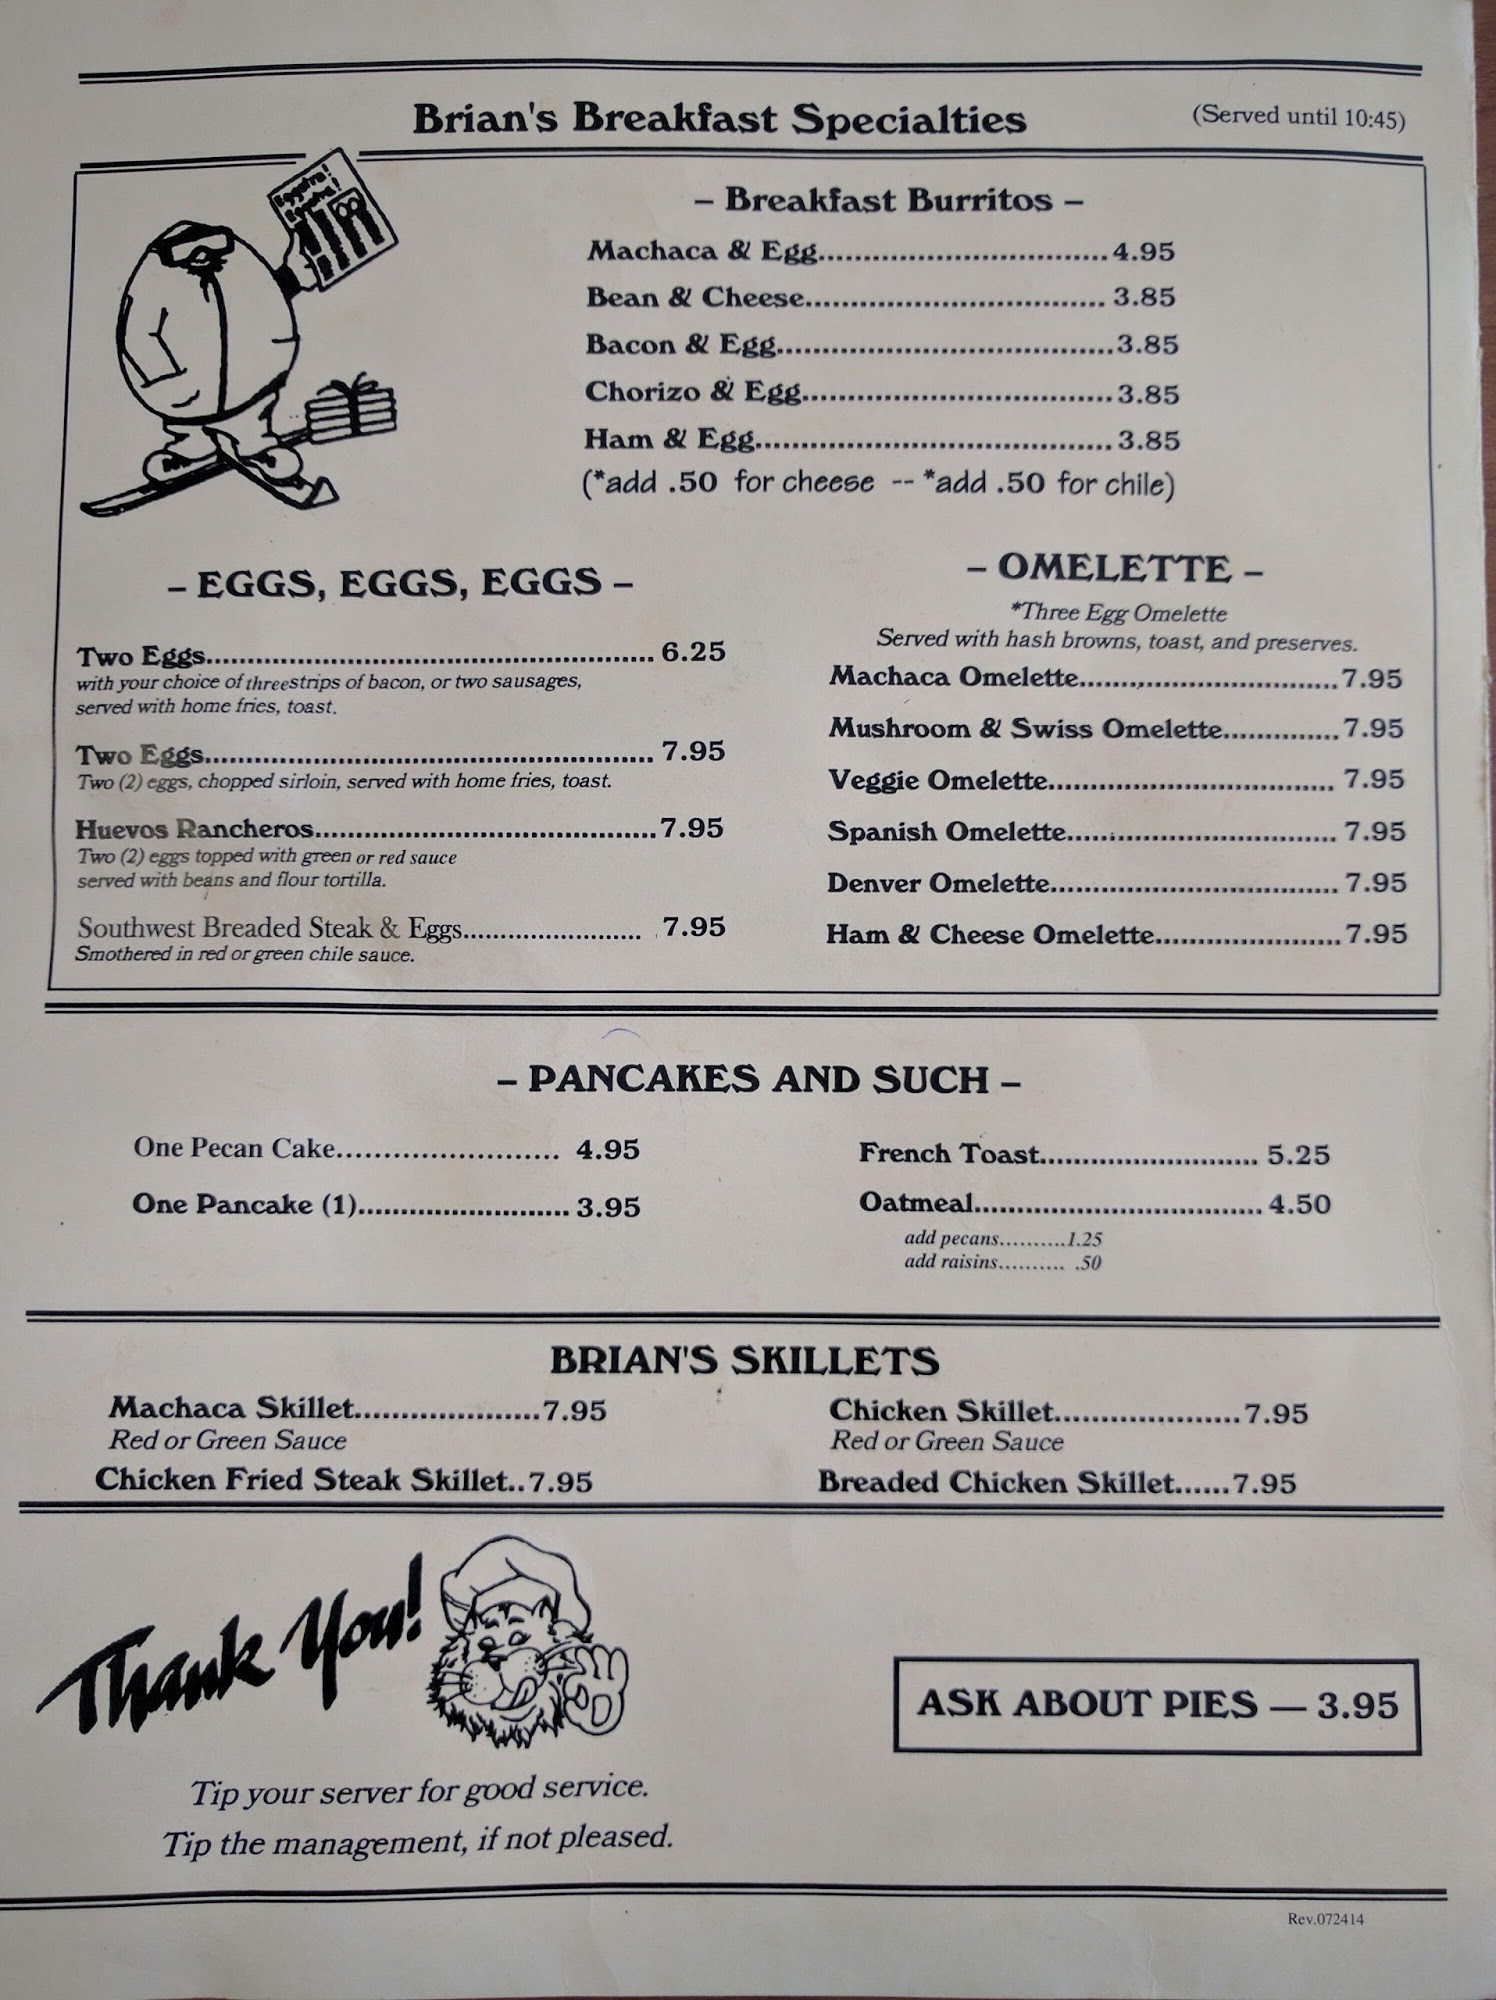 Brian's Breakfast Specialties
(Served until 10:45)
– Breakfast Burritos –
Machaca & Egg................................4.95
Bean & Cheese................................. 3.85
Bacon & Egg.....................................3.85
Chorizo & Egg..................................3.85
Ham & Egg.......................................3.85
(*add .50 for cheese -- *add .50 for chile)
– EGGS, EGGS, EGGS –
Two Eggs...................................................... 6.25
with your choice of three strips of bacon, or two sausages,
served with home fries, toast.
Two Eggs...................................................... 7.95
Two (2) eggs, chopped sirloin, served with home fries, toast.
Huevos Rancheros.........................................7.95
Two (2) eggs topped with green or red sauce
served with beans and flour tortilla.
Southwest Breaded Steak & Eggs........................ 7.95
Smothered in red or green chile sauce.
– OMELETTE –
*Three Egg Omelette
Served with hash browns, toast, and preserves.
Machaca Omelette...............................7.95
Mushroom & Swiss Omelette.............7.95
Veggie Omelette.................................. 7.95
Spanish Omelette................................ 7.95
Denver Omelette.................................. 7.95
Ham & Cheese Omelette......................7.95
– PANCAKES AND SUCH –
One Pecan Cake........................ 4.95
One Pancake (1).......................... 3.95
French Toast.......................... 5.25
Oatmeal................................... 4.50
add pecans..........1.25
add raisins.......... .50
BRIAN'S SKILLETS
Machaca Skillet....................7.95
Red or Green Sauce
Chicken Fried Steak Skillet..7.95
Chicken Skillet....................7.95
Red or Green Sauce
Breaded Chicken Skillet......7.95
Thank You!
ASK ABOUT PIES — 3.95
Tip your server for good service.
Tip the management, if not pleased.
Rev.072414